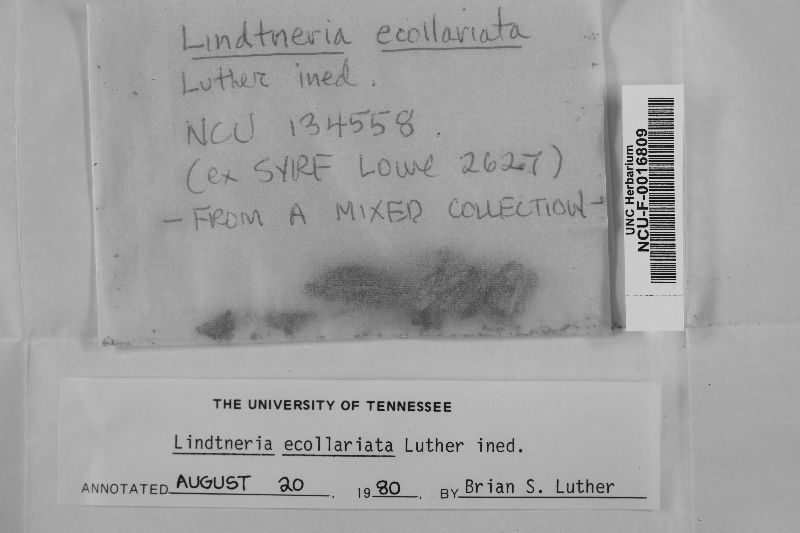 Lindtneria ecollariata
Luther ined.
NCU 134558.
(ex SYRF Lowe 2627)
- FROM A MIXED COLLECTION -
UNC Herbarium
NCU-F-0016809
THE UNIVERSITY OF TENNESSEE
Lindtneria ecollariata Luther ined.
ANNOTATED AUGUST 20, 1980. BY Brian S. Luther